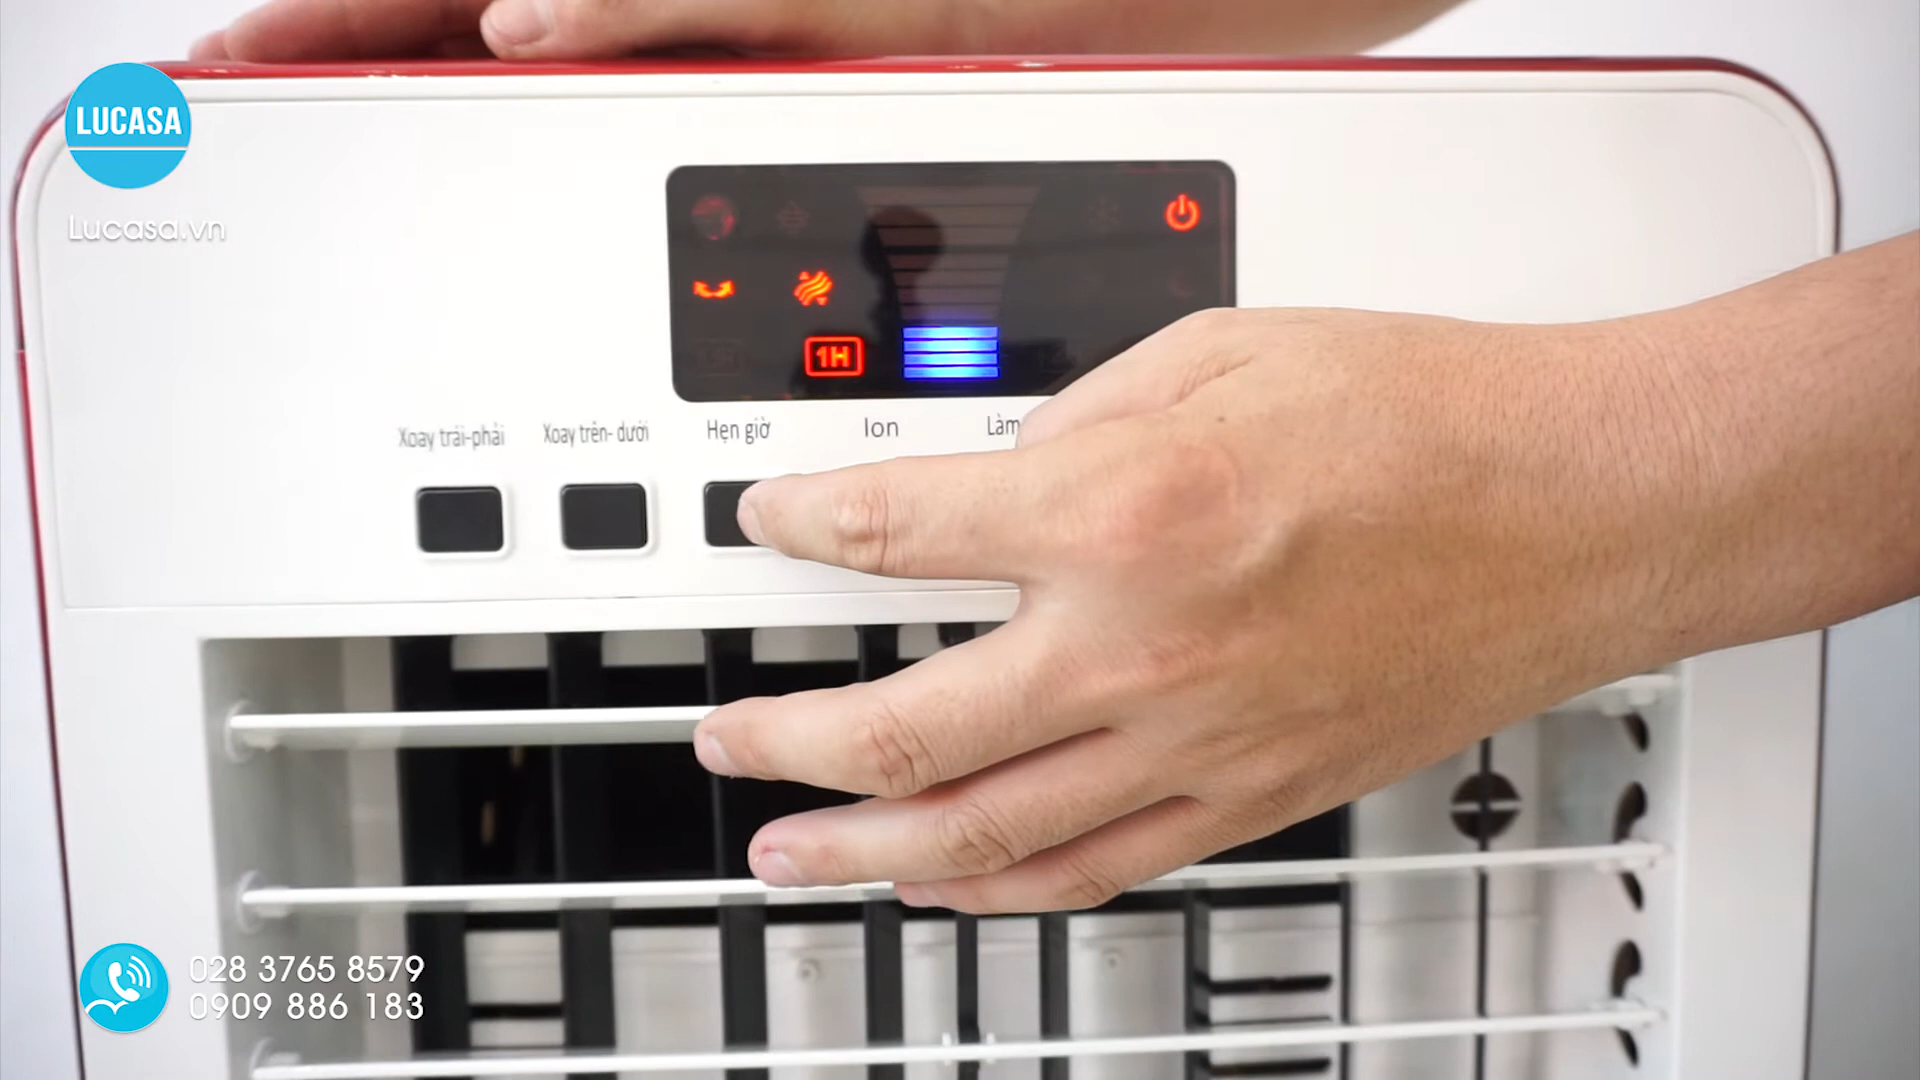 LUCASA
Lucasa.vn
1H
Xoay trái-phải
Xoay trên- dưới
Hẹn giờ
Ion
Làm
028 3765 8579
0909 886 183